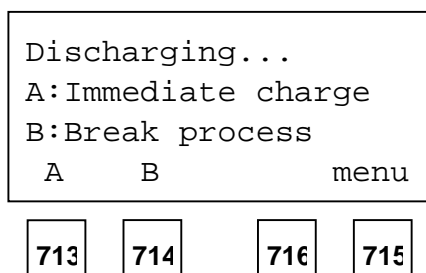 Discharging...
A:Immediate charge
B:Break process
A B menu
713 714 716 715